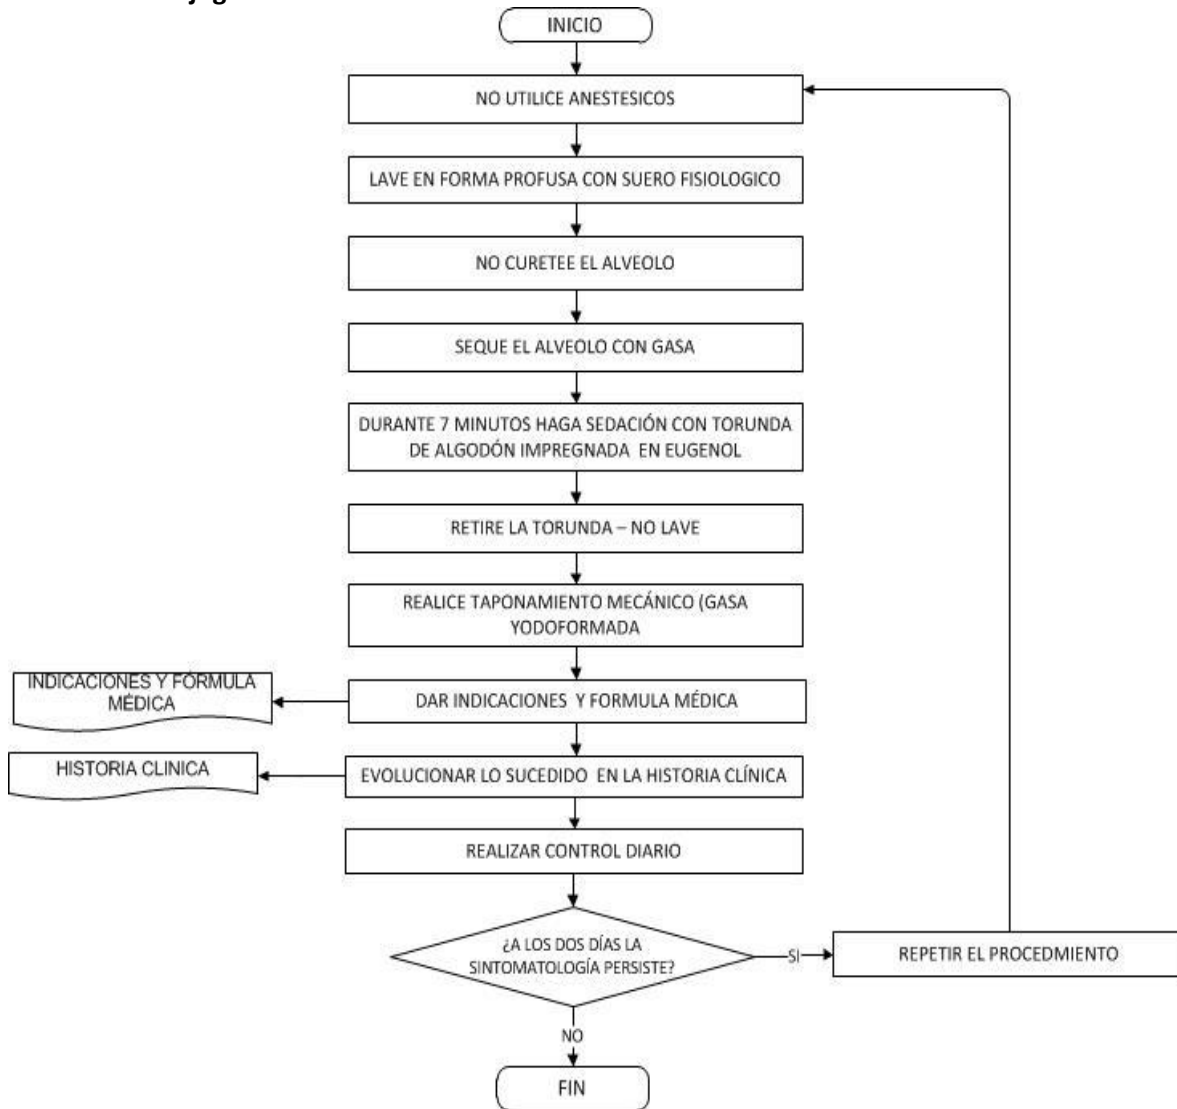 INICIO
NO UTILICE ANESTESICOS
LAVE EN FORMA PROFUSA CON SUERO FISIOLOGICO
NO CURETEE EL ALVEOLO
SEQUE EL ALVEOLO CON GASA
DURANTE 7 MINUTOS HAGA SEDACIÓN CON TORUNDA
DE ALGODÓN IMPREGNADA EN EUGENOL
RETIRE LA TORUNDA – NO LAVE
REALICE TAPONAMIENTO MECÁNICO (GASA
YODOFORMADA
INDICACIONES Y FÓRMULA
MÉDICA
DAR INDICACIONES Y FORMULA MÉDICA
HISTORIA CLINICA
EVOLUCIONAR LO SUCEDIDO EN LA HISTORIA CLÍNICA
REALIZAR CONTROL DIARIO
¿A LOS DOS DÍAS LA
SINTOMATOLOGÍA PERSISTE?
SI
REPETIR EL PROCEDMIENTO
NO
FIN